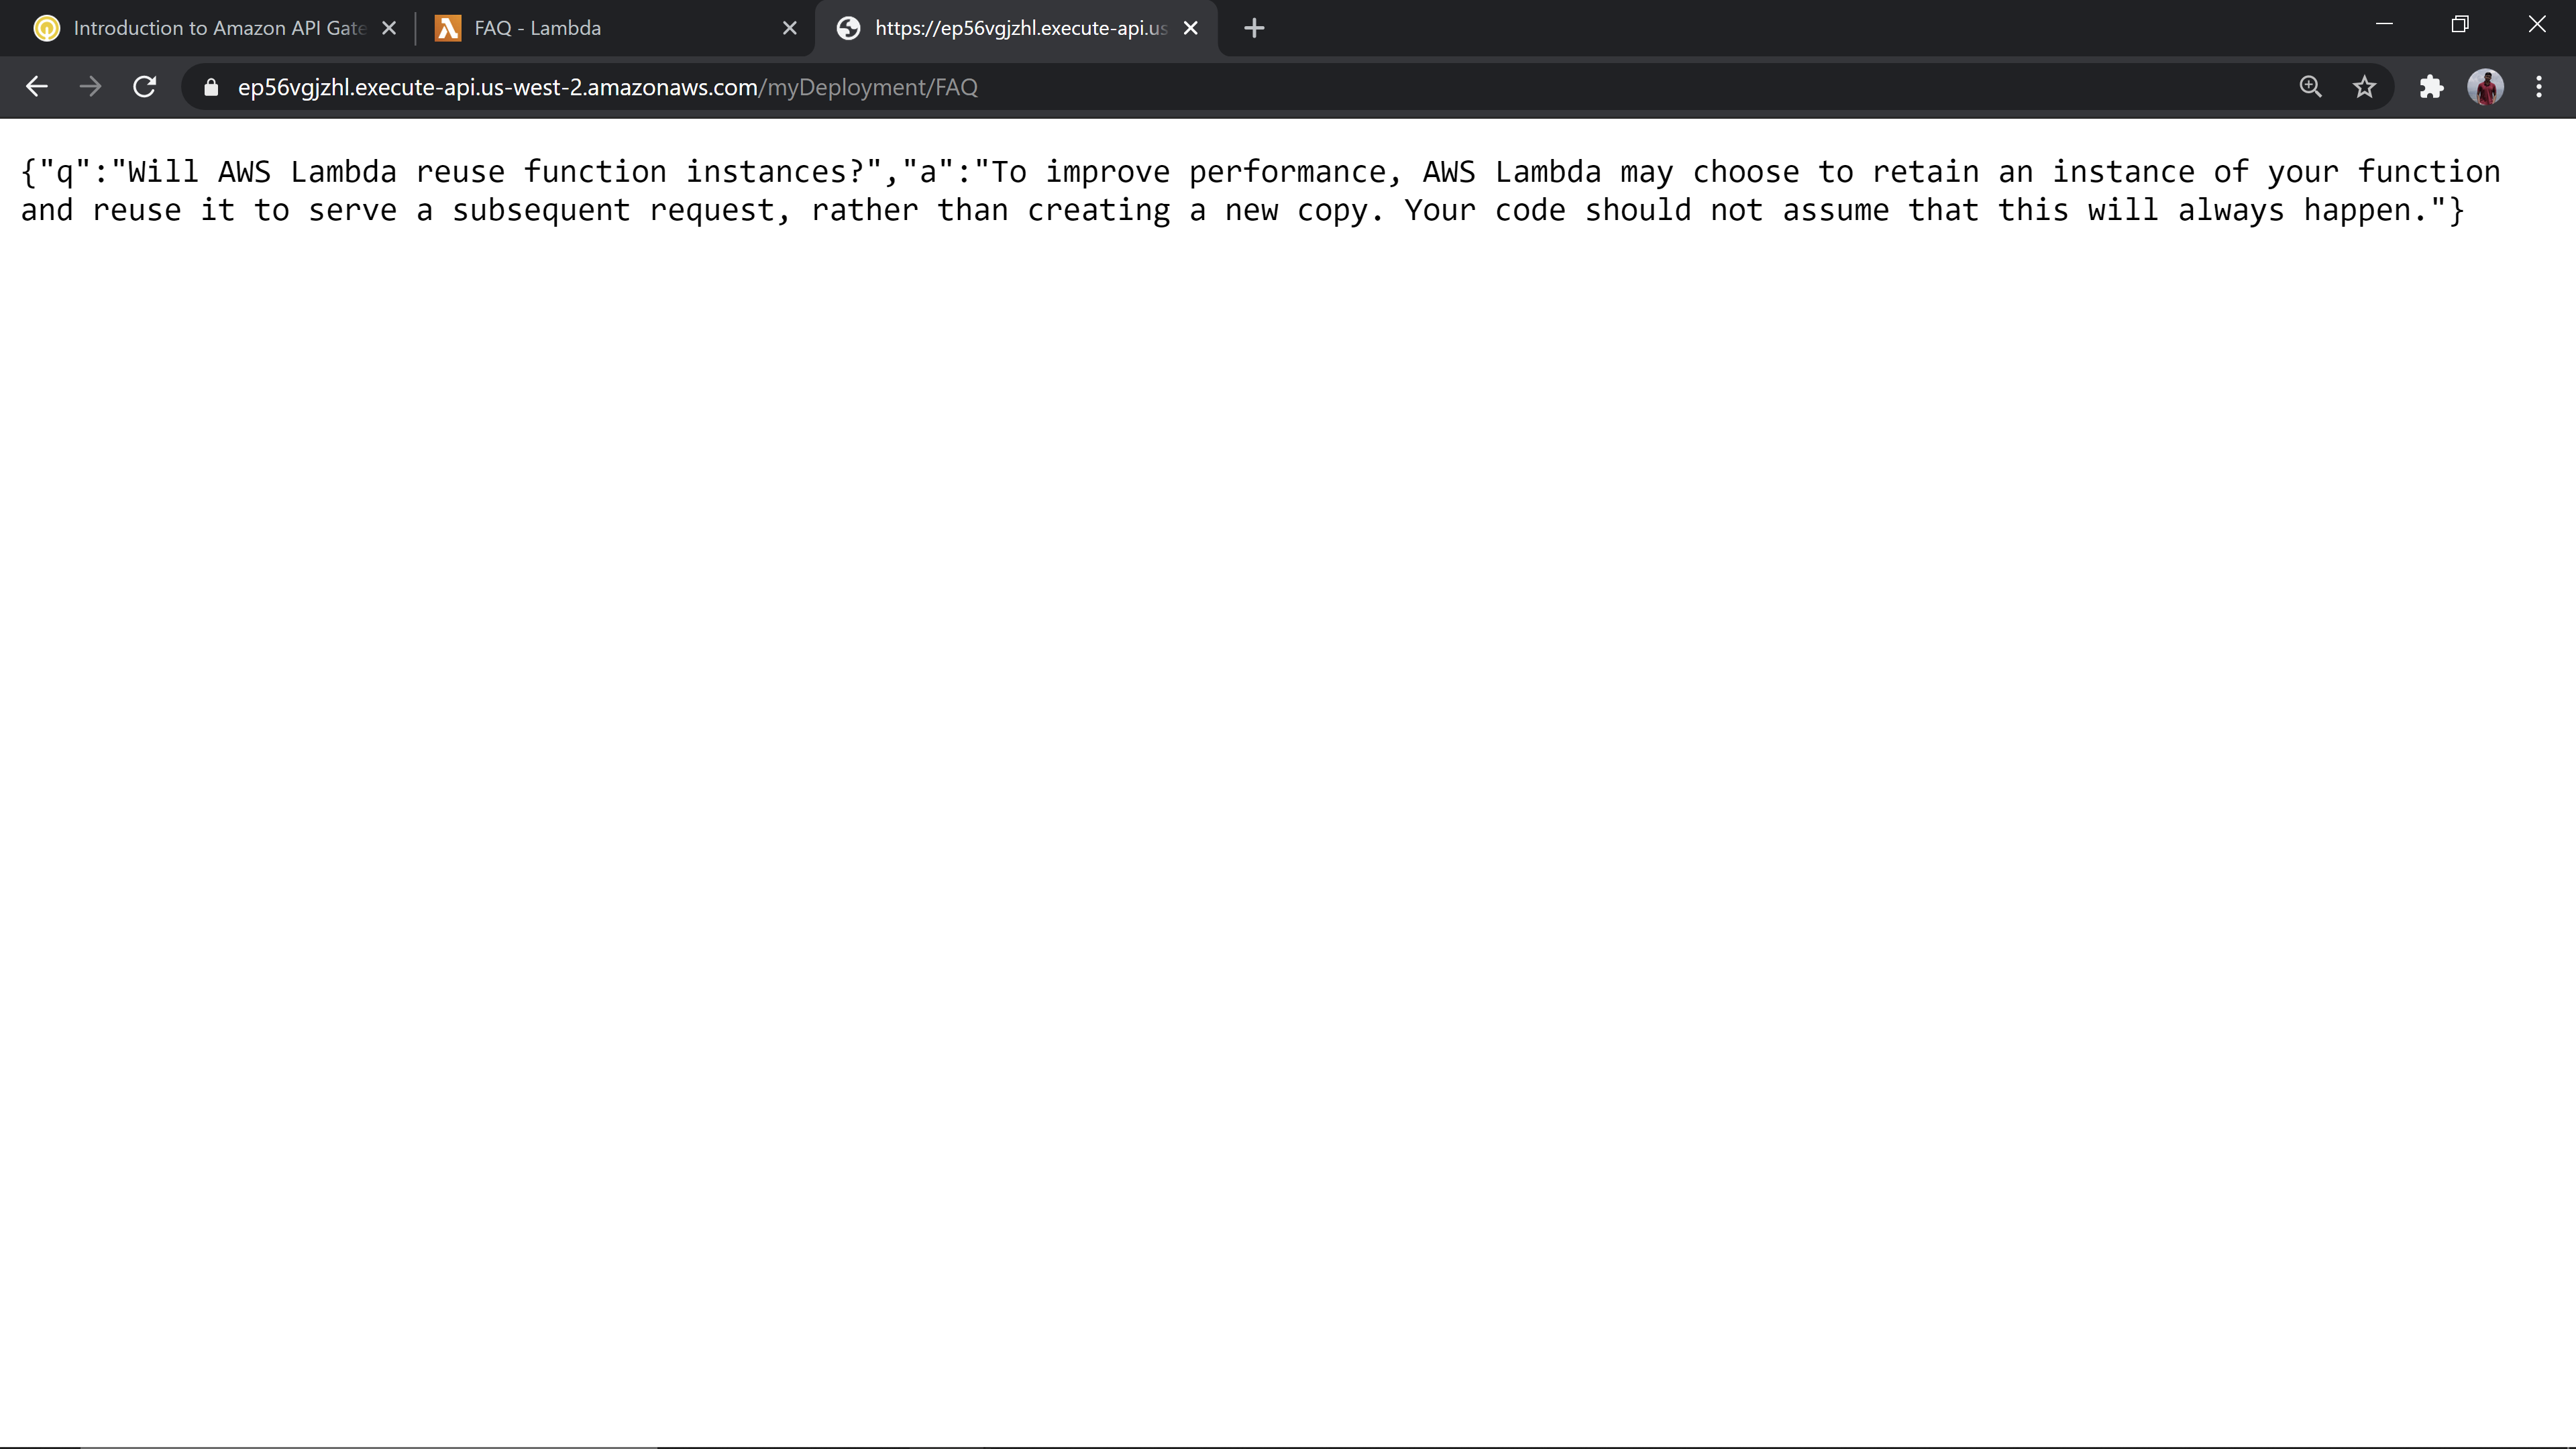 Introduction to Amazon API Gate
FAQ - Lambda
https://ep56vgjzhl.execute-api.us
ep56vgjzhl.execute-api.us-west-2.amazonaws.com/myDeployment/FAQ
{"q":"Will AWS Lambda reuse function instances?","a":"To improve performance, AWS Lambda may choose to retain an instance of your function
and reuse it to serve a subsequent request, rather than creating a new copy. Your code should not assume that this will always happen."}